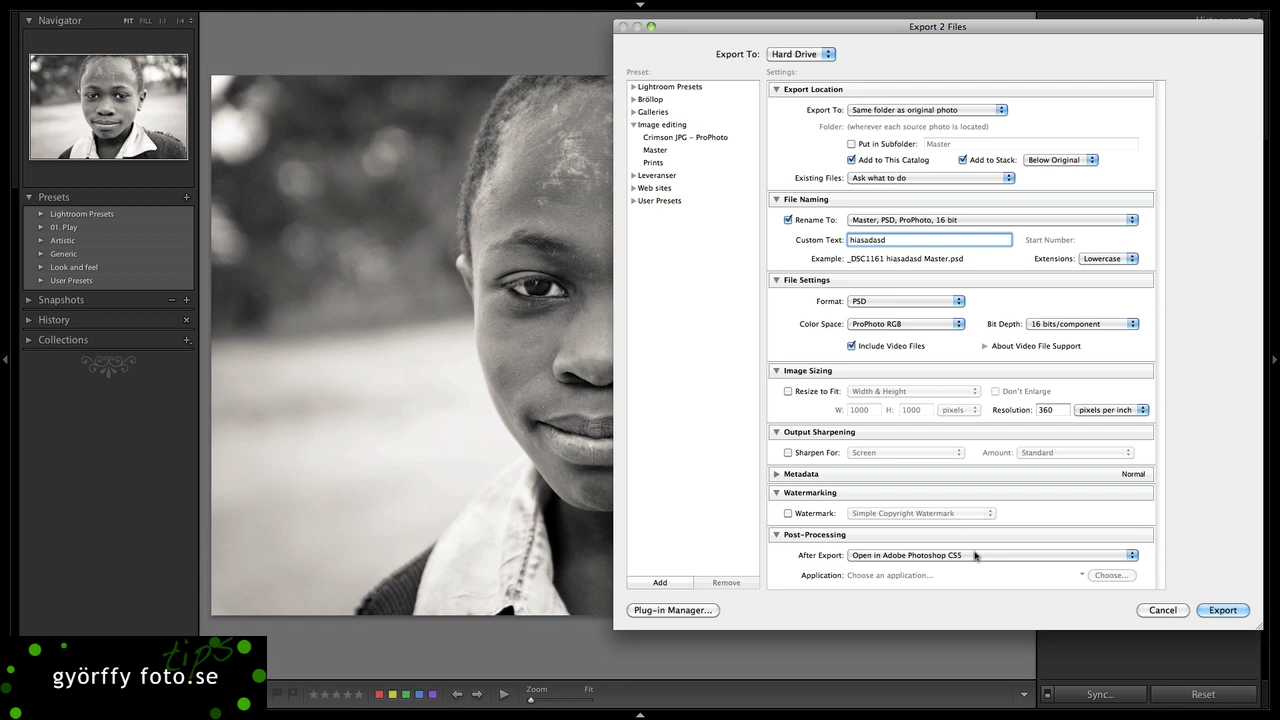 Navigator FIT FILL 1:1 1:4
Presets
Lightroom Presets
01. Play
Artistic
Generic
Look and feel
User Presets
Snapshots
History
Collections
Export 2 Files
Export To: Hard Drive
Preset:
Lightroom Presets
Bröllop
Galleries
Image editing
Crimson JPG - ProPhoto
Master
Prints
Leveranser
Web sites
User Presets
Add Remove
Settings:
Export Location
Export To: Same folder as original photo
Folder: (wherever each source photo is located)
Put in Subfolder: Master
Add to This Catalog Add to Stack: Below Original
Existing Files: Ask what to do
File Naming
Rename To: Master, PSD, ProPhoto, 16 bit
Custom Text: hiasadasd Start Number:
Example: _DSC1161 hiasadasd Master.psd Extensions: Lowercase
File Settings
Format: PSD
Color Space: ProPhoto RGB Bit Depth: 16 bits/component
Include Video Files About Video File Support
Image Sizing
Resize to Fit: Width & Height Don't Enlarge
W: 1000 H: 1000 pixels Resolution: 360 pixels per inch
Output Sharpening
Sharpen For: Screen Amount: Standard
Metadata Normal
Watermarking
Watermark: Simple Copyright Watermark
Post-Processing
After Export: Open in Adobe Photoshop CS5
Application: Choose an application... Choose...
Plug-in Manager... Cancel Export
tips
györffy foto.se
Zoom Fit
Sync... Reset